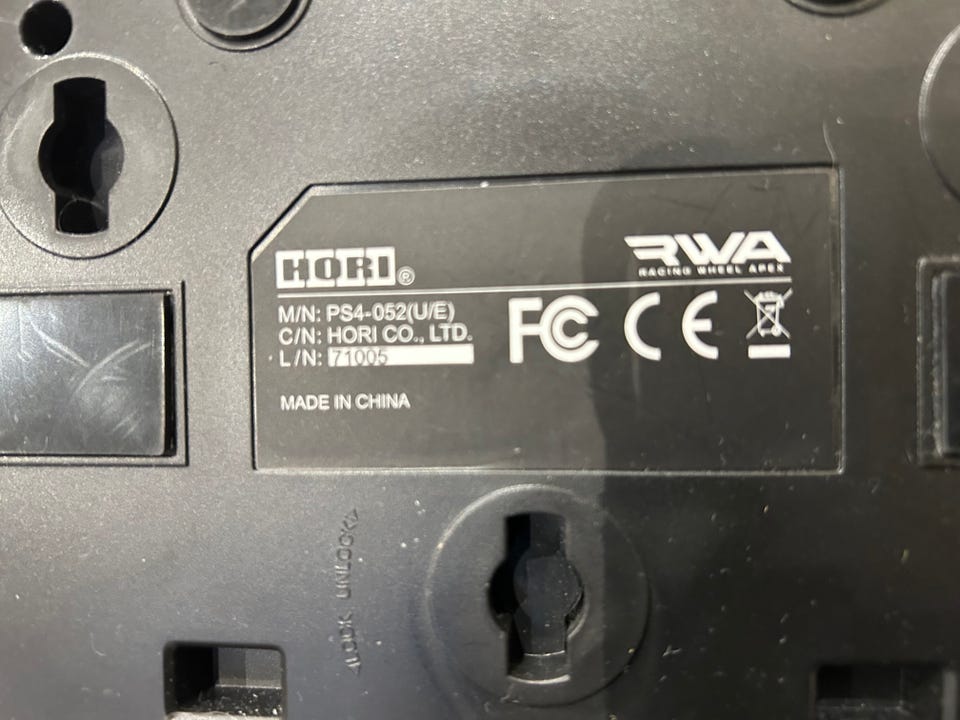 HORI®
RWA
RACING WHEEL APEX
M/N: PS4-052(U/E)
C/N: HORI CO., LTD.
L/N: 71005
FC CE
MADE IN CHINA
LOCK UNLOCK